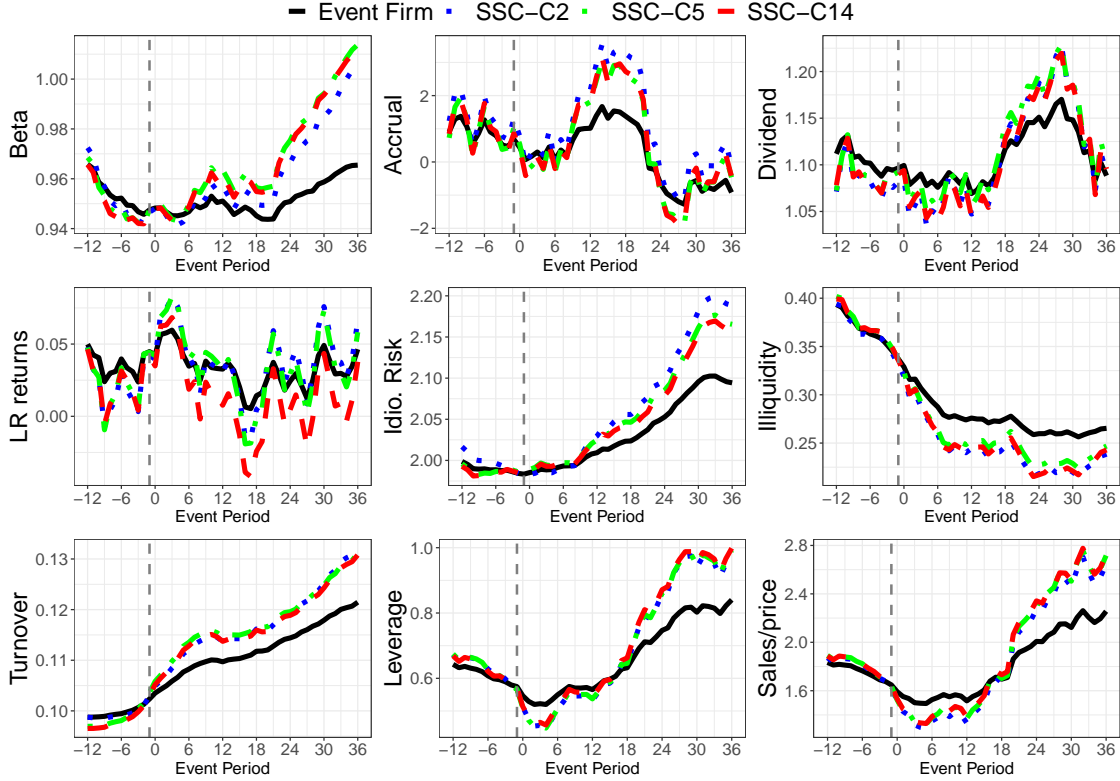 Event Firm SSC−C2 SSC−C5 SSC−C14
Beta
1.00
0.98
0.96
0.94
−12 −6 0 6 12 18 24 30 36
Event Period
Accrual
2
0
−2
−12 −6 0 6 12 18 24 30 36
Event Period
Dividend
1.20
1.15
1.10
1.05
−12 −6 0 6 12 18 24 30 36
Event Period
LR returns
0.05
0.00
−12 −6 0 6 12 18 24 30 36
Event Period
Idio. Risk
2.20
2.15
2.10
2.05
2.00
−12 −6 0 6 12 18 24 30 36
Event Period
Illiquidity
0.40
0.35
0.30
0.25
−12 −6 0 6 12 18 24 30 36
Event Period
Turnover
0.13
0.12
0.11
0.10
−12 −6 0 6 12 18 24 30 36
Event Period
Leverage
1.0
0.8
0.6
−12 −6 0 6 12 18 24 30 36
Event Period
Sales/price
2.8
2.4
2.0
1.6
−12 −6 0 6 12 18 24 30 36
Event Period